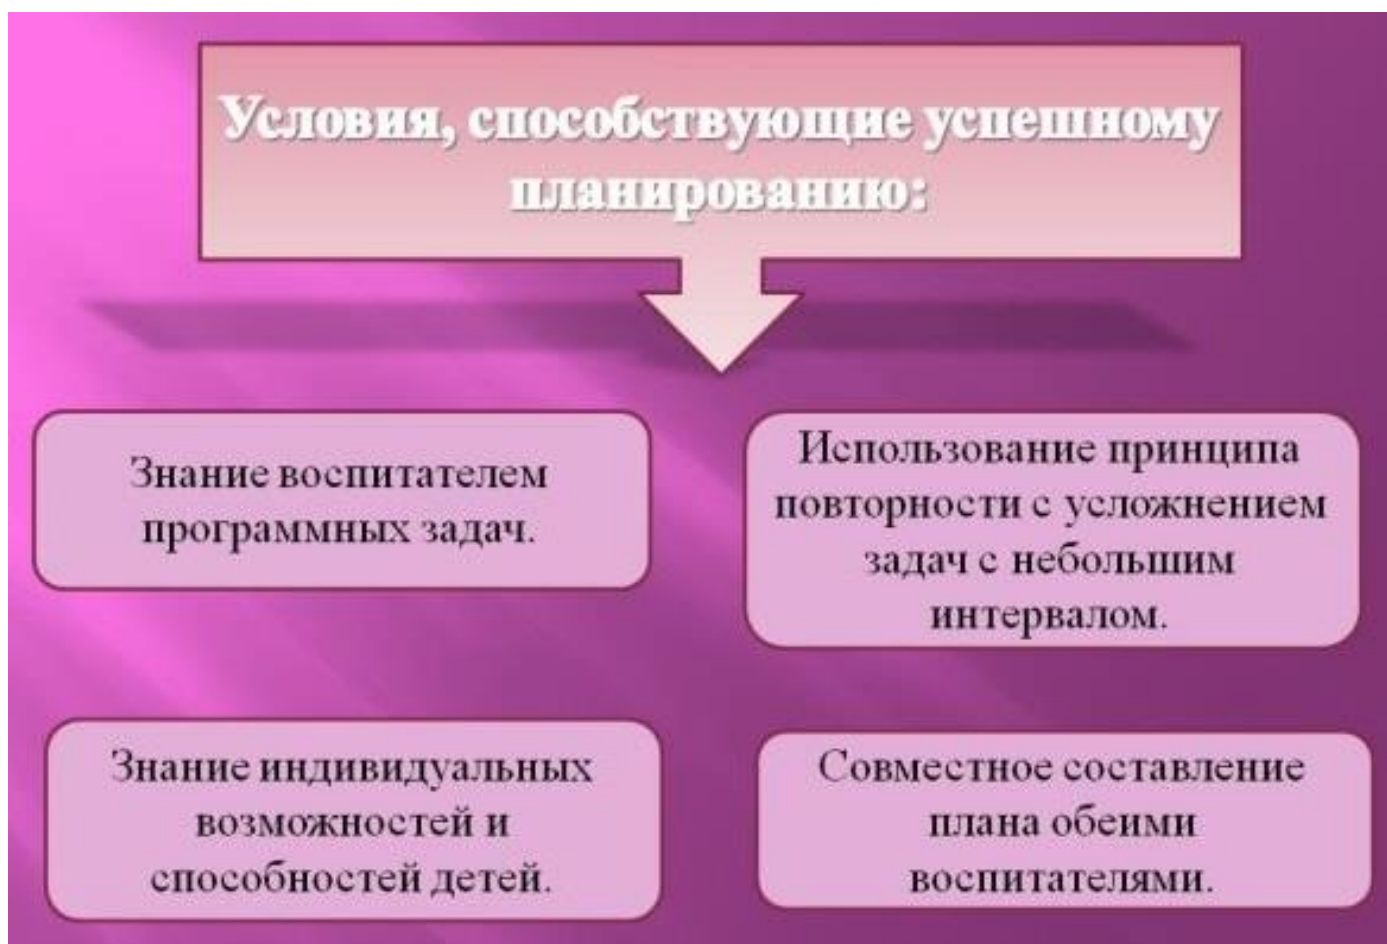 Условия, способствующие успешному
планированию:
Знание воспитателем
программных задач.
Использование принципа
повторности с усложнением
задач с небольшим
интервалом.
Знание индивидуальных
возможностей и
способностей детей.
Совместное составление
плана обеими
воспитателями.